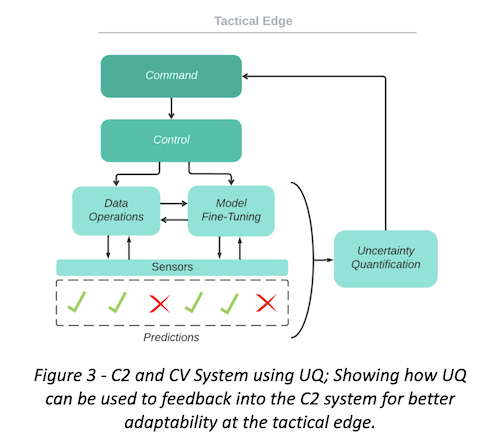 Tactical Edge
Command
Control
Data
Operations
Model
Fine-Tuning
Uncertainty
Quantification
Sensors
Predictions
Figure 3 - C2 and CV System using UQ; Showing how UQ
can be used to feedback into the C2 system for better
adaptability at the tactical edge.